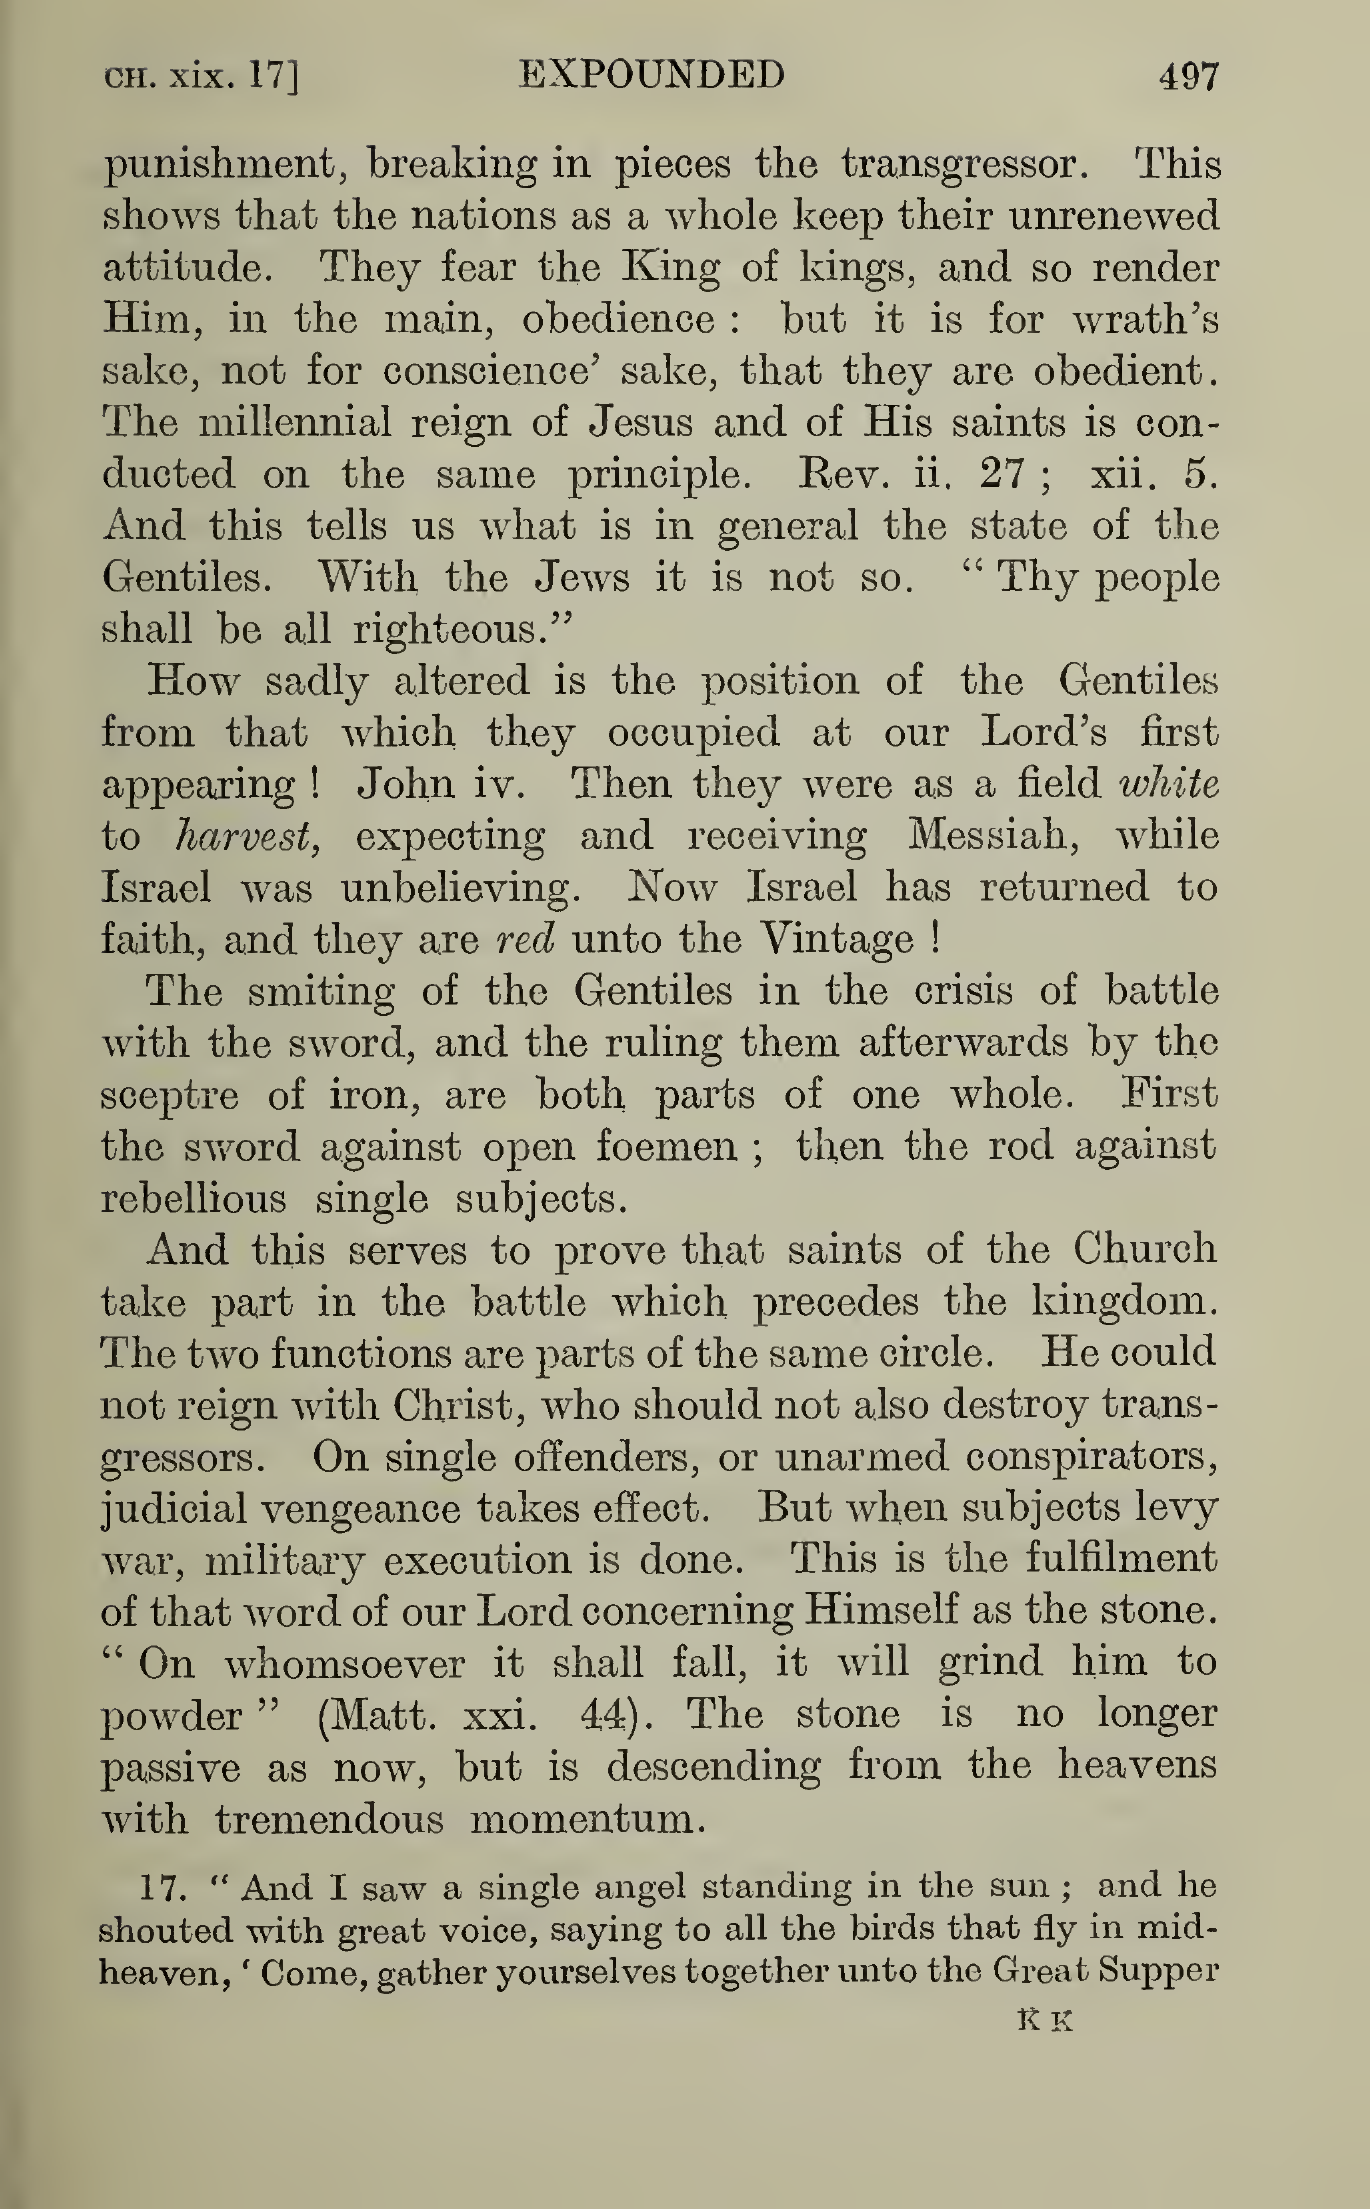 CH. xix. 17] EXPOUNDED 497
punishment, breaking in pieces the transgressor. This
shows that the nations as a whole keep their unrenewed
attitude. They fear the King of kings, and so render
Him, in the main, obedience : but it is for wrath's
sake, not for conscience' sake, that they are obedient.
The millennial reign of Jesus and of His saints is con-
ducted on the same principle. Rev. ii. 27 ; xii. 5.
And this tells us what is in general the state of the
Gentiles. With the Jews it is not so. “ Thy people
shall be all righteous.”
How sadly altered is the position of the Gentiles
from that which they occupied at our Lord's first
appearing ! John iv. Then they were as a field white
to harvest, expecting and receiving Messiah, while
Israel was unbelieving. Now Israel has returned to
faith, and they are red unto the Vintage !
The smiting of the Gentiles in the crisis of battle
with the sword, and the ruling them afterwards by the
sceptre of iron, are both parts of one whole. First
the sword against open foemen ; then the rod against
rebellious single subjects.
And this serves to prove that saints of the Church
take part in the battle which precedes the kingdom.
The two functions are parts of the same circle. He could
not reign with Christ, who should not also destroy trans-
gressors. On single offenders, or unarmed conspirators,
judicial vengeance takes effect. But when subjects levy
war, military execution is done. This is the fulfilment
of that word of our Lord concerning Himself as the stone.
“ On whomsoever it shall fall, it will grind him to
powder ” (Matt. xxi. 44). The stone is no longer
passive as now, but is descending from the heavens
with tremendous momentum.
17. “ And I saw a single angel standing in the sun ; and he
shouted with great voice, saying to all the birds that fly in mid-
heaven, ‘ Come, gather yourselves together unto the Great Supper
K K